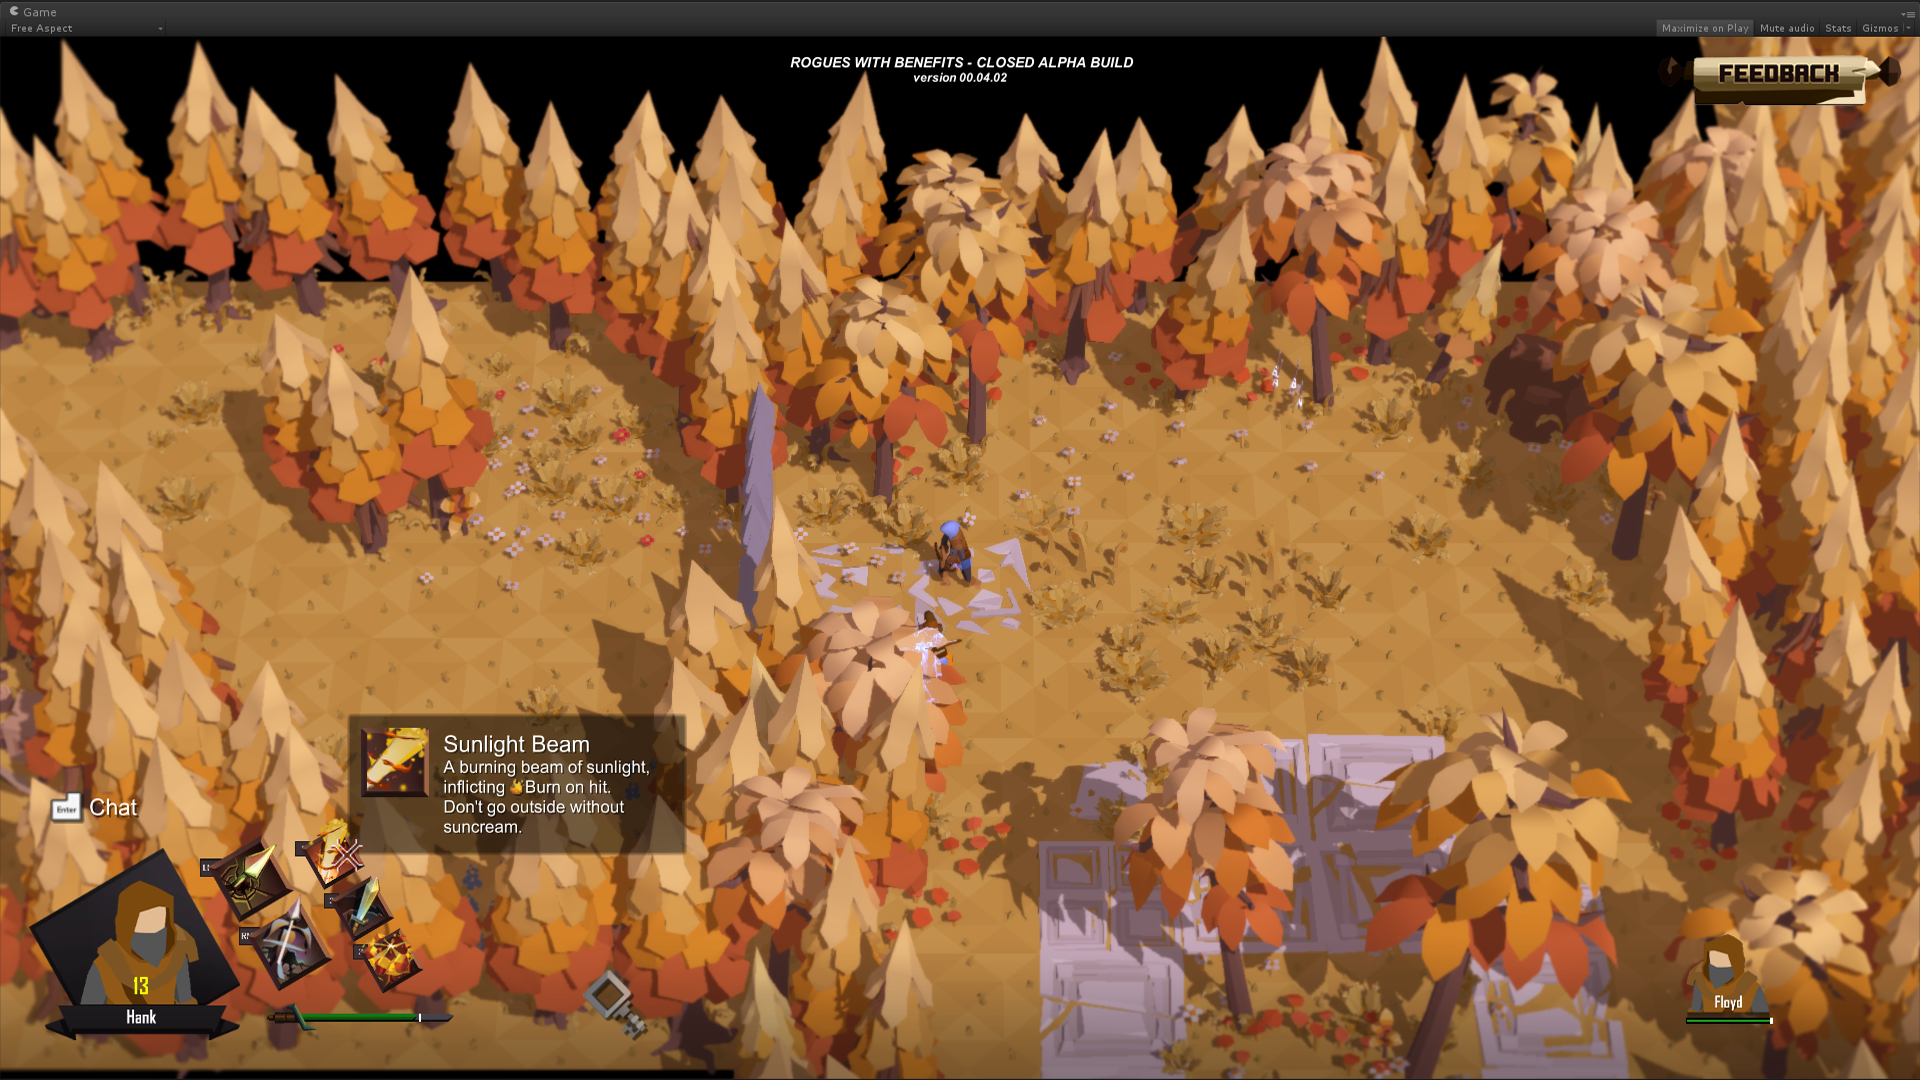 Game
Free Aspect
Maximize on Play
Mute audio
Stats
Gizmos
ROGUES WITH BENEFITS - CLOSED ALPHA BUILD
version 00.04.02
FEEDBACK
Sunlight Beam
A burning beam of sunlight,
inflicting Burn on hit.
Don't go outside without
suncream.
Enter
Chat
13
Hank
Floyd